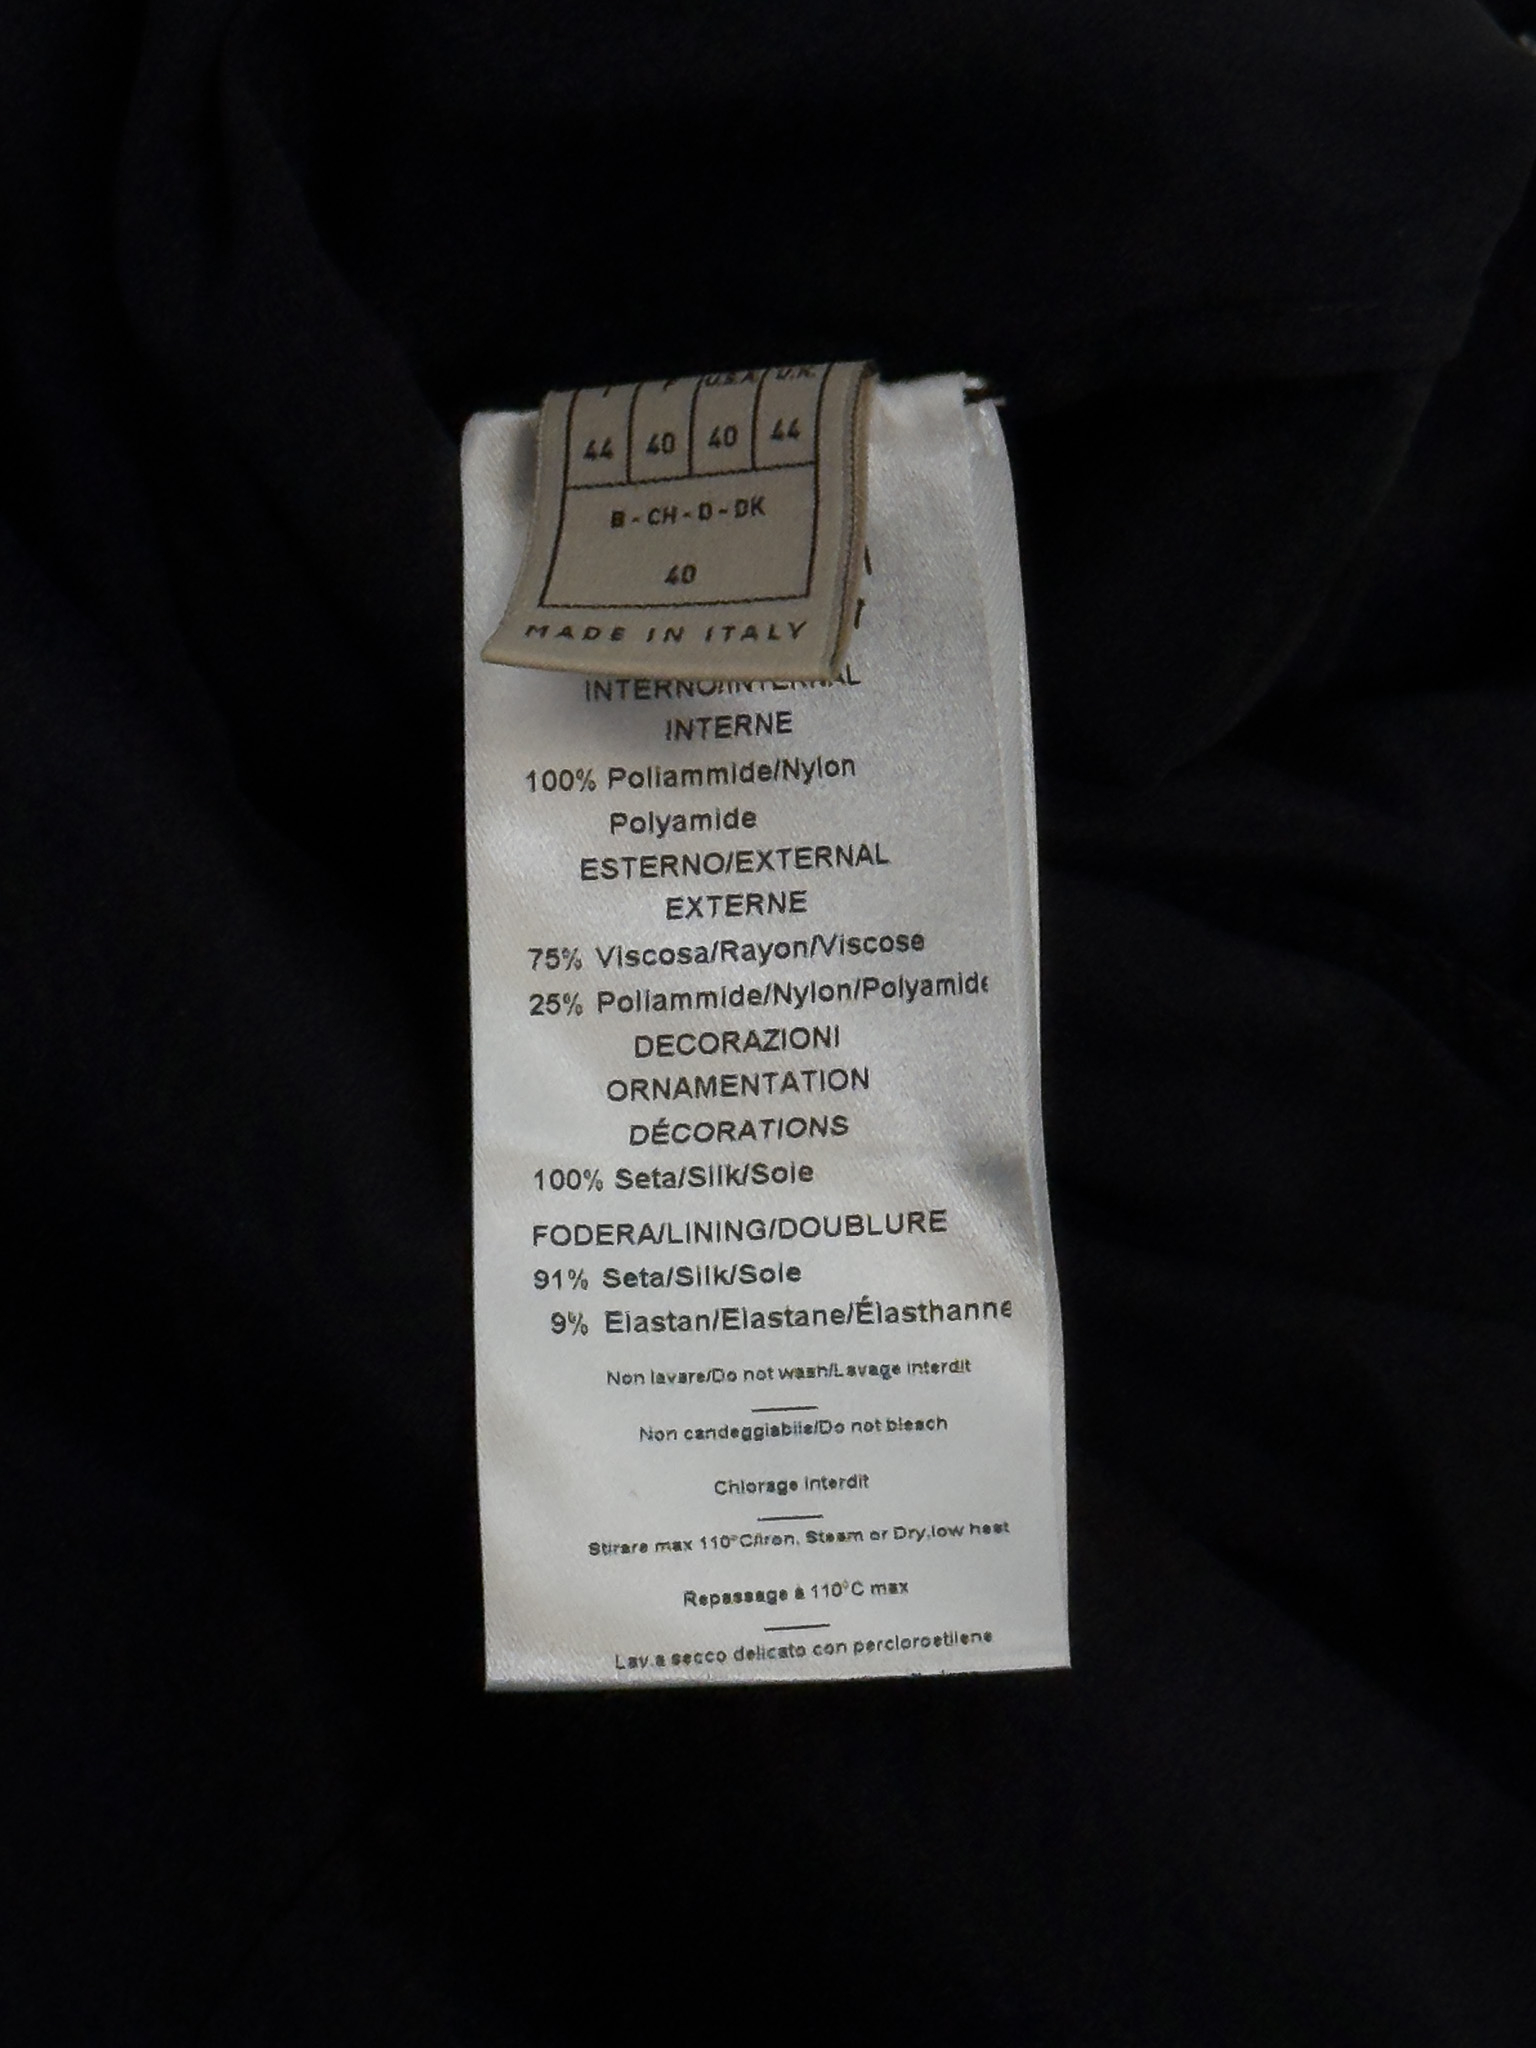 F U.S.A U.K.
44 40 40 44
B - CH - D - DK
40
MADE IN ITALY
INTERNO/INTERNAL
INTERNE
100% Poliammide/Nylon
Polyamide
ESTERNO/EXTERNAL
EXTERNE
75% Viscosa/Rayon/Viscose
25% Poliammide/Nylon/Polyamide
DECORAZIONI
ORNAMENTATION
DÉCORATIONS
100% Seta/Silk/Soie
FODERA/LINING/DOUBLURE
91% Seta/Silk/Soie
9% Elastan/Elastane/Élasthanne
Non lavare/Do not wash/Lavage interdit
Non candeggiabile/Do not bleach
Chlorage interdit
Stirare max 110°C/Iron, Steam or Dry,low heat
Repassage à 110°C max
Lav.a secco delicato con percloroetilene